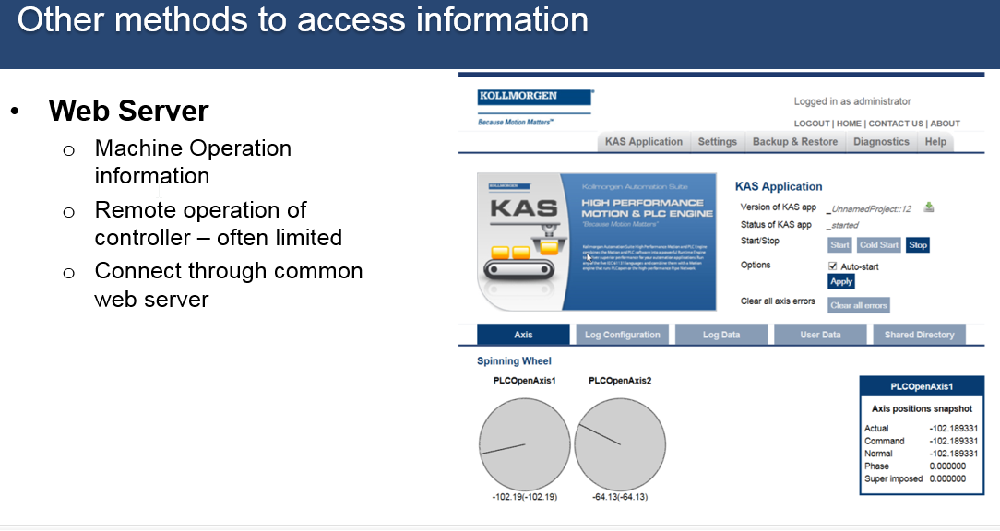 Other methods to access information
• Web Server
o Machine Operation
information
o Remote operation of
controller – often limited
o Connect through common
web server
KOLLMORGEN
Because Motion Matters™
Logged in as administrator
LOGOUT | HOME | CONTACT US | ABOUT
KAS Application Settings Backup & Restore Diagnostics Help
KOLLMORGEN
KAS
Kollmorgen Automation Suite
HIGH PERFORMANCE
MOTION & PLC ENGINE
"Because Motion Matters"
KAS Application
Version of KAS app _UnnamedProject::12
Status of KAS app _started
Start/Stop Start Cold Start Stop
Options Auto-start
Apply
Clear all axis errors Clear all errors
Axis Log Configuration Log Data User Data Shared Directory
Spinning Wheel
PLCOpenAxis1 PLCOpenAxis2
-102.19(-102.19) -64.13(-64.13)
PLCOpenAxis1
Axis positions snapshot
Actual -102.189331
Command -102.189331
Normal -102.189331
Phase 0.000000
Super imposed 0.000000